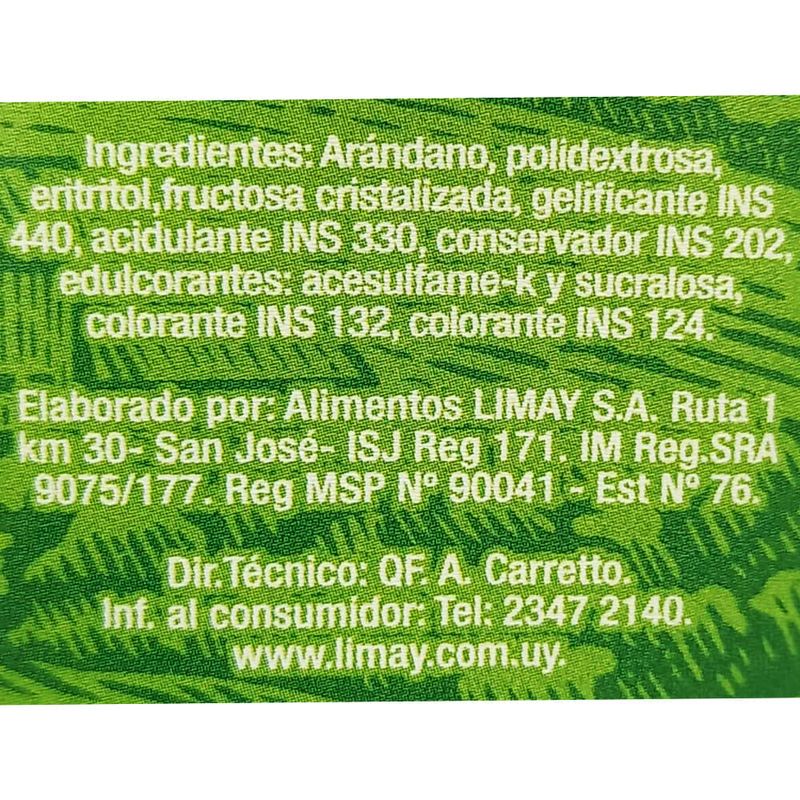 Ingredientes: Arándano, polidextrosa,
eritritol,fructosa cristalizada, gelificante INS
440, acidulante INS 330, conservador INS 202,
edulcorantes: acesulfame-k y sucralosa,
colorante INS 132, colorante INS 124.
Elaborado por: Alimentos LIMAY S.A. Ruta 1
km 30- San José- ISJ Reg 171. IM Reg.SRA
9075/177. Reg MSP Nº 90041 - Est Nº 76.
Dir.Técnico: QF. A. Carretto.
Inf. al consumidor: Tel: 2347 2140.
www.limay.com.uy.